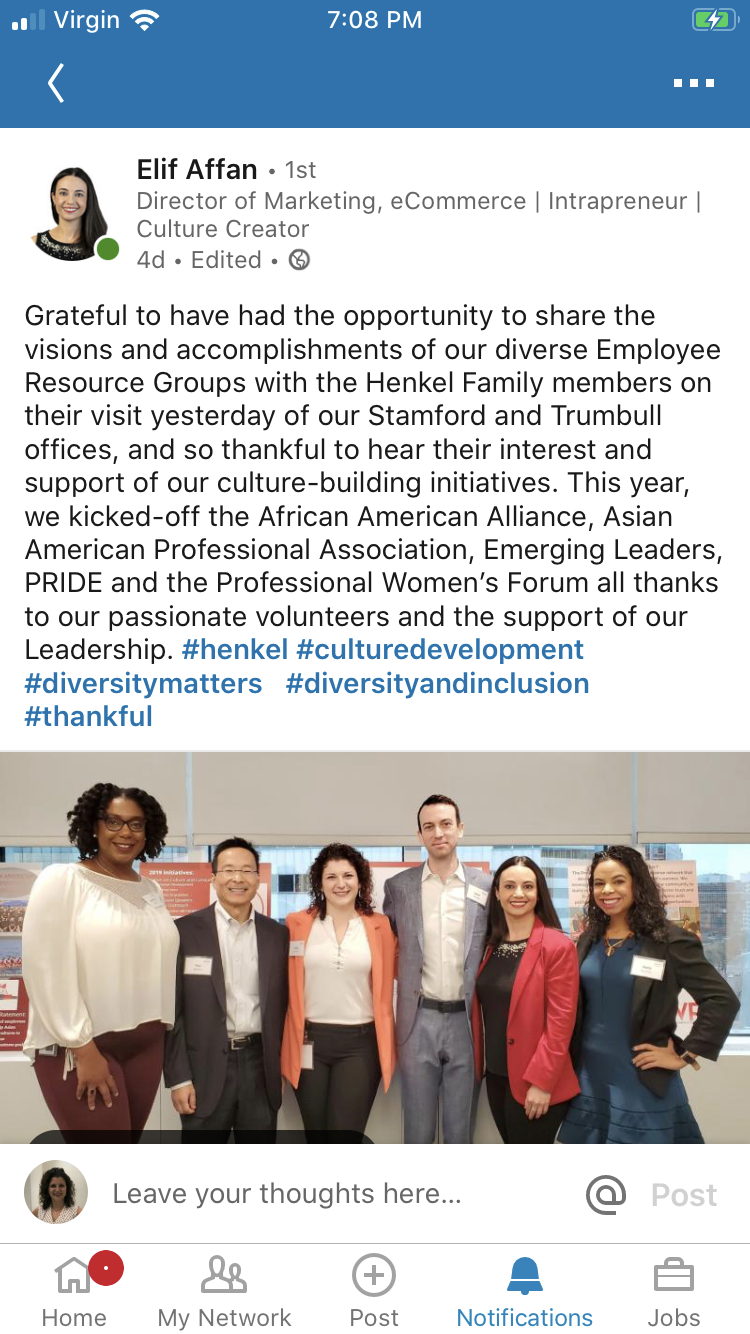 Virgin 7:08 PM
Elif Affan • 1st
Director of Marketing, eCommerce | Intrapreneur |
Culture Creator
4d • Edited •
Grateful to have had the opportunity to share the
visions and accomplishments of our diverse Employee
Resource Groups with the Henkel Family members on
their visit yesterday of our Stamford and Trumbull
offices, and so thankful to hear their interest and
support of our culture-building initiatives. This year,
we kicked-off the African American Alliance, Asian
American Professional Association, Emerging Leaders,
PRIDE and the Professional Women’s Forum all thanks
to our passionate volunteers and the support of our
Leadership. #henkel #culturedevelopment
#diversitymatters #diversityandinclusion
#thankful
2019 Initiatives:
Leave your thoughts here... @ Post
Home My Network Post Notifications Jobs